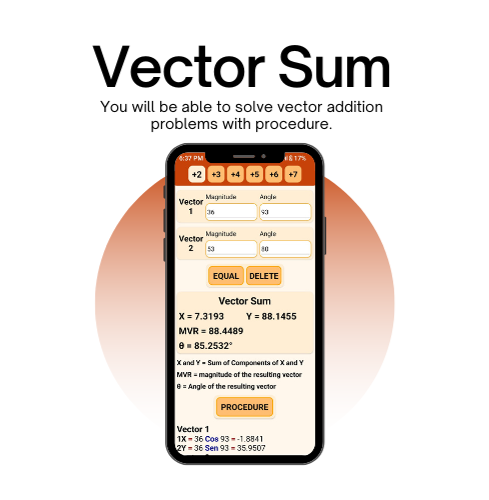 Vector Sum
You will be able to solve vector addition
problems with procedure.
6:37 PM 17%
+2 +3 +4 +5 +6 +7
Magnitude Angle
Vector 1 36 93
Magnitude Angle
Vector 2 53 80
EQUAL DELETE
Vector Sum
X = 7.3193 Y = 88.1455
MVR = 88.4489
θ = 85.2532°
X and Y = Sum of Components of X and Y
MVR = magnitude of the resulting vector
θ = Angle of the resulting vector
PROCEDURE
Vector 1
1X = 36 Cos 93 = -1.8841
2Y = 36 Sen 93 = 35.9507